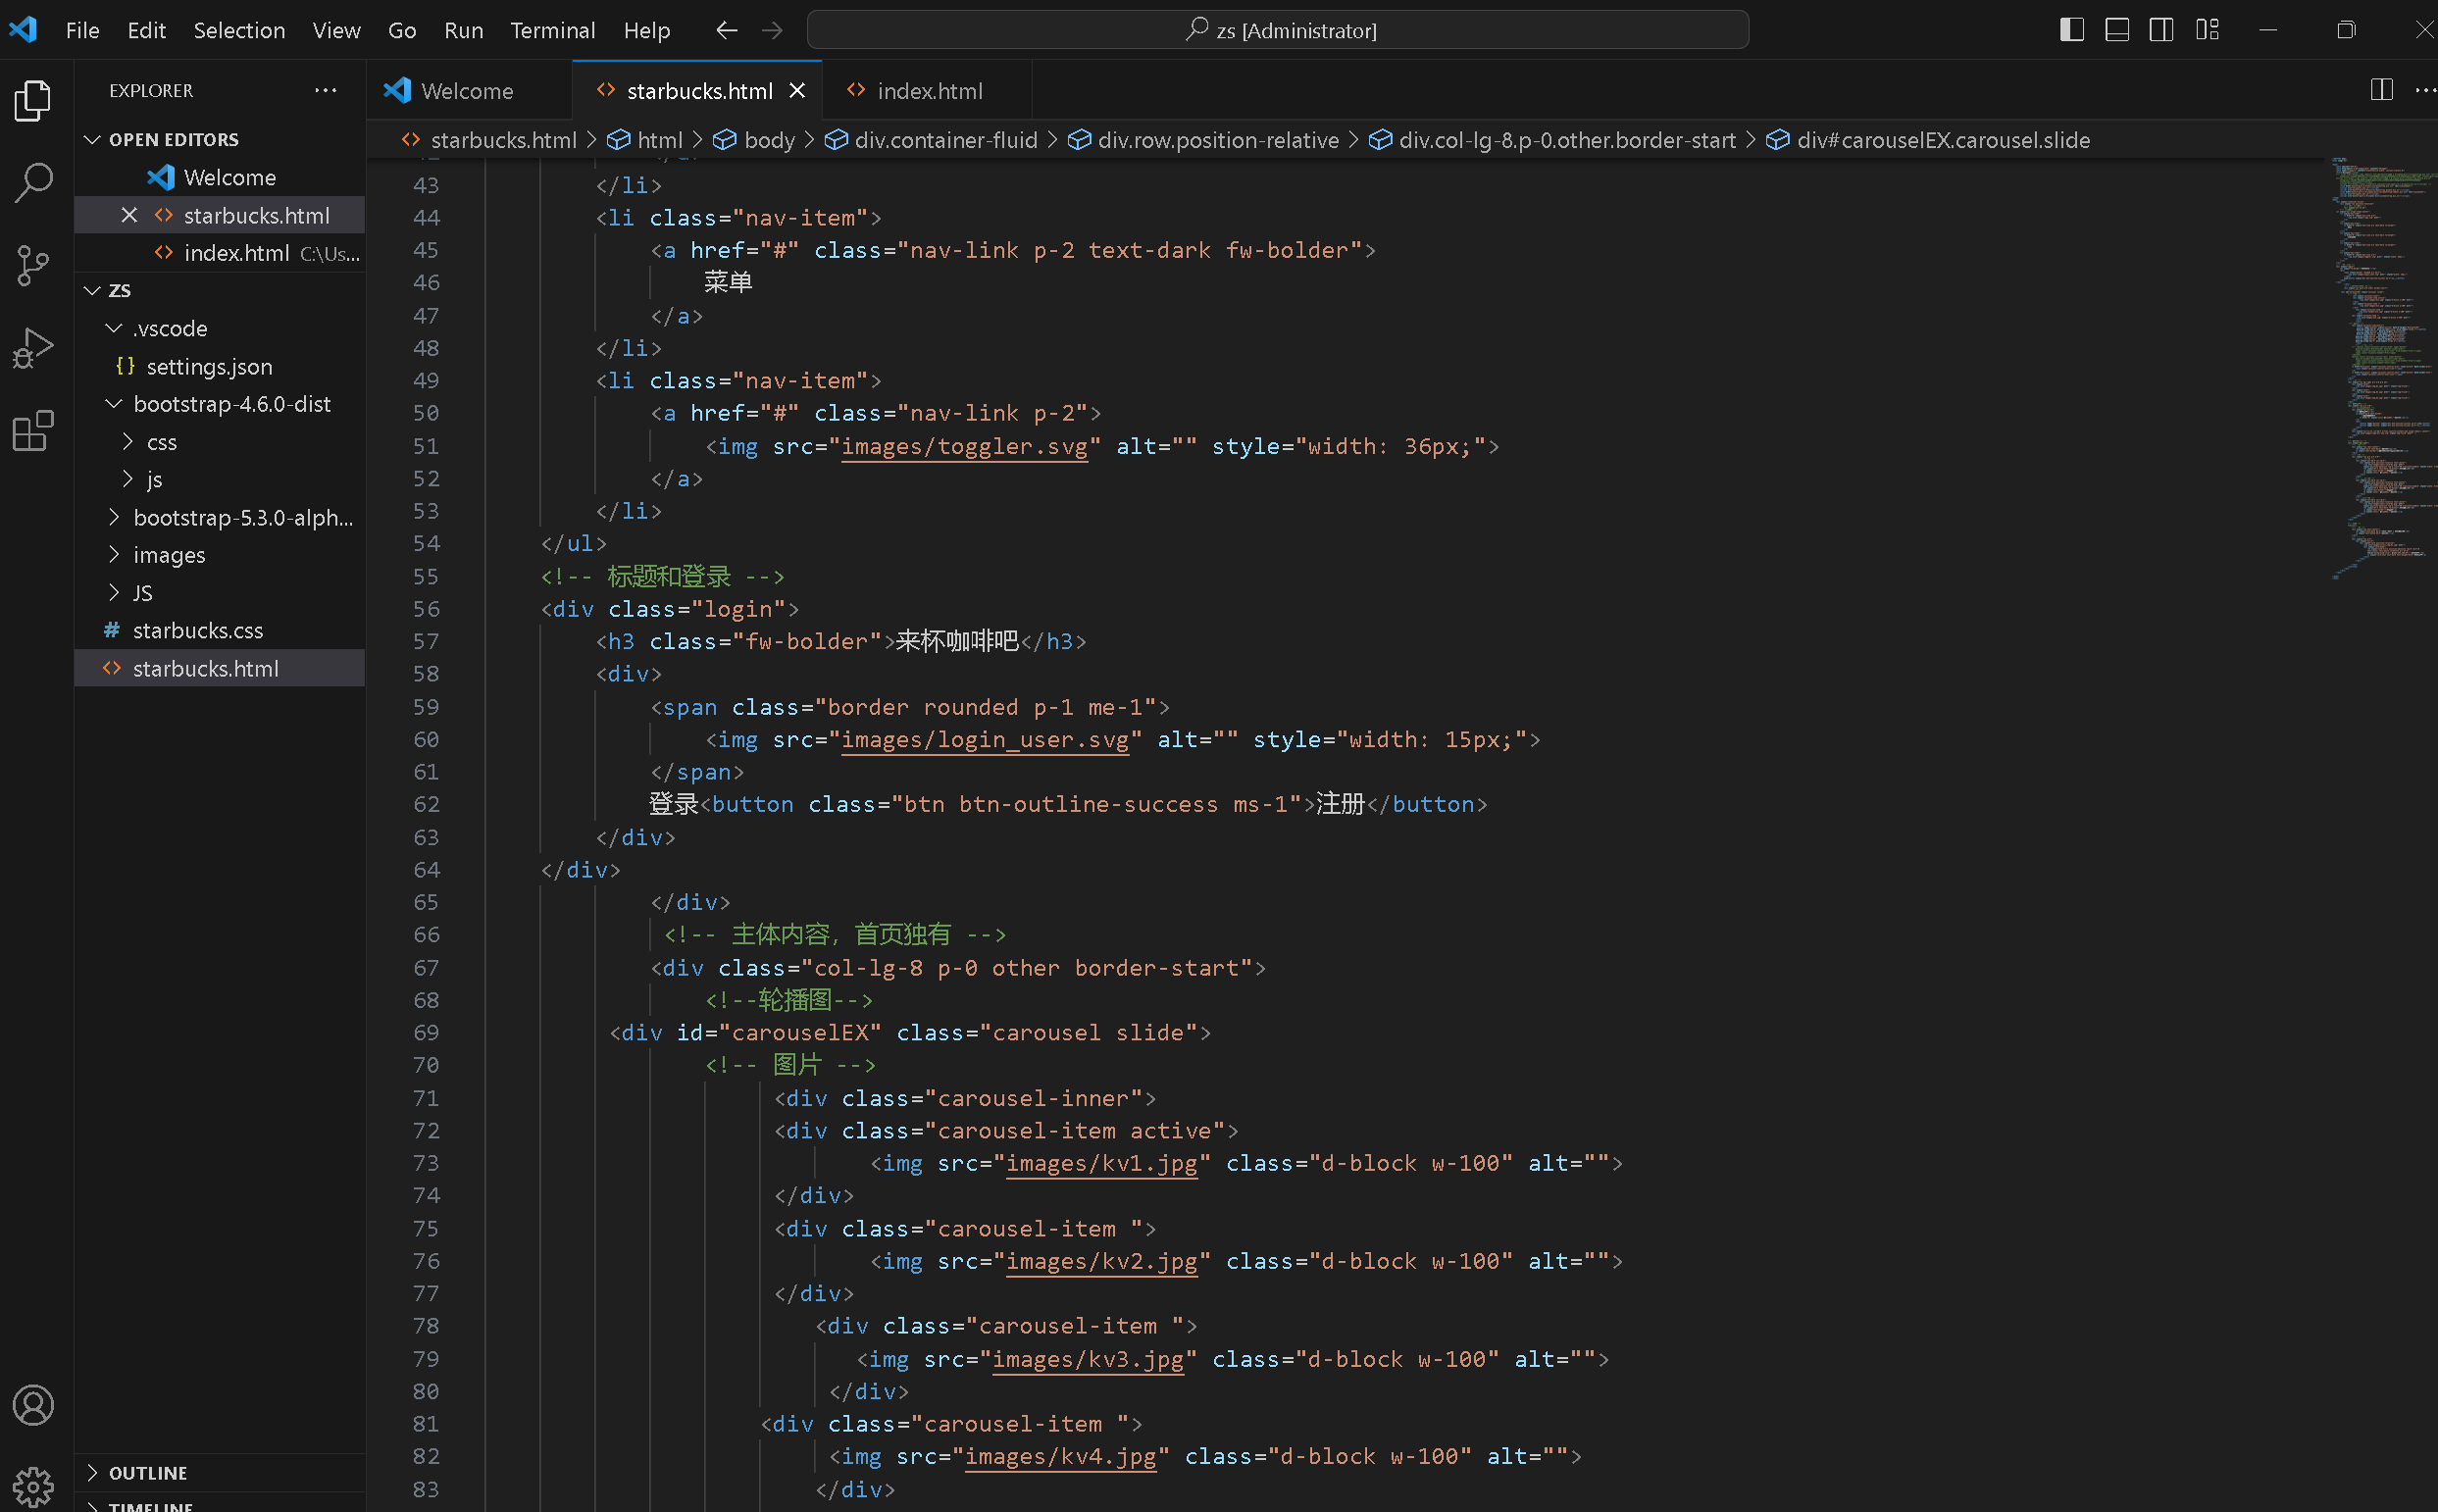 File Edit Selection View Go Run Terminal Help
zs [Administrator]
EXPLORER
Welcome
starbucks.html
index.html
OPEN EDITORS
Welcome
starbucks.html
index.html C:\Us...
ZS
.vscode
{} settings.json
bootstrap-4.6.0-dist
css
js
bootstrap-5.3.0-alph...
images
JS
# starbucks.css
<> starbucks.html
OUTLINE
TIMELINE
<> starbucks.html > html > body > div.container-fluid > div.row.position-relative > div.col-lg-8.p-0.other.border-start > div#carouselEX.carousel.slide
43 </li>
44 <li class="nav-item">
45 <a href="#" class="nav-link p-2 text-dark fw-bolder">
46 菜单
47 </a>
48 </li>
49 <li class="nav-item">
50 <a href="#" class="nav-link p-2">
51 <img src="images/toggler.svg" alt="" style="width: 36px;">
52 </a>
53 </li>
54 </ul>
55 <!-- 标题和登录 -->
56 <div class="login">
57 <h3 class="fw-bolder">来杯咖啡吧</h3>
58 <div>
59 <span class="border rounded p-1 me-1">
60 <img src="images/login_user.svg" alt="" style="width: 15px;">
61 </span>
62 登录<button class="btn btn-outline-success ms-1">注册</button>
63 </div>
64 </div>
65 </div>
66 <!-- 主体内容，首页独有 -->
67 <div class="col-lg-8 p-0 other border-start">
68 <!--轮播图-->
69 <div id="carouselEX" class="carousel slide">
70 <!-- 图片 -->
71 <div class="carousel-inner">
72 <div class="carousel-item active">
73 <img src="images/kv1.jpg" class="d-block w-100" alt="">
74 </div>
75 <div class="carousel-item ">
76 <img src="images/kv2.jpg" class="d-block w-100" alt="">
77 </div>
78 <div class="carousel-item ">
79 <img src="images/kv3.jpg" class="d-block w-100" alt="">
80 </div>
81 <div class="carousel-item ">
82 <img src="images/kv4.jpg" class="d-block w-100" alt="">
83 </div>